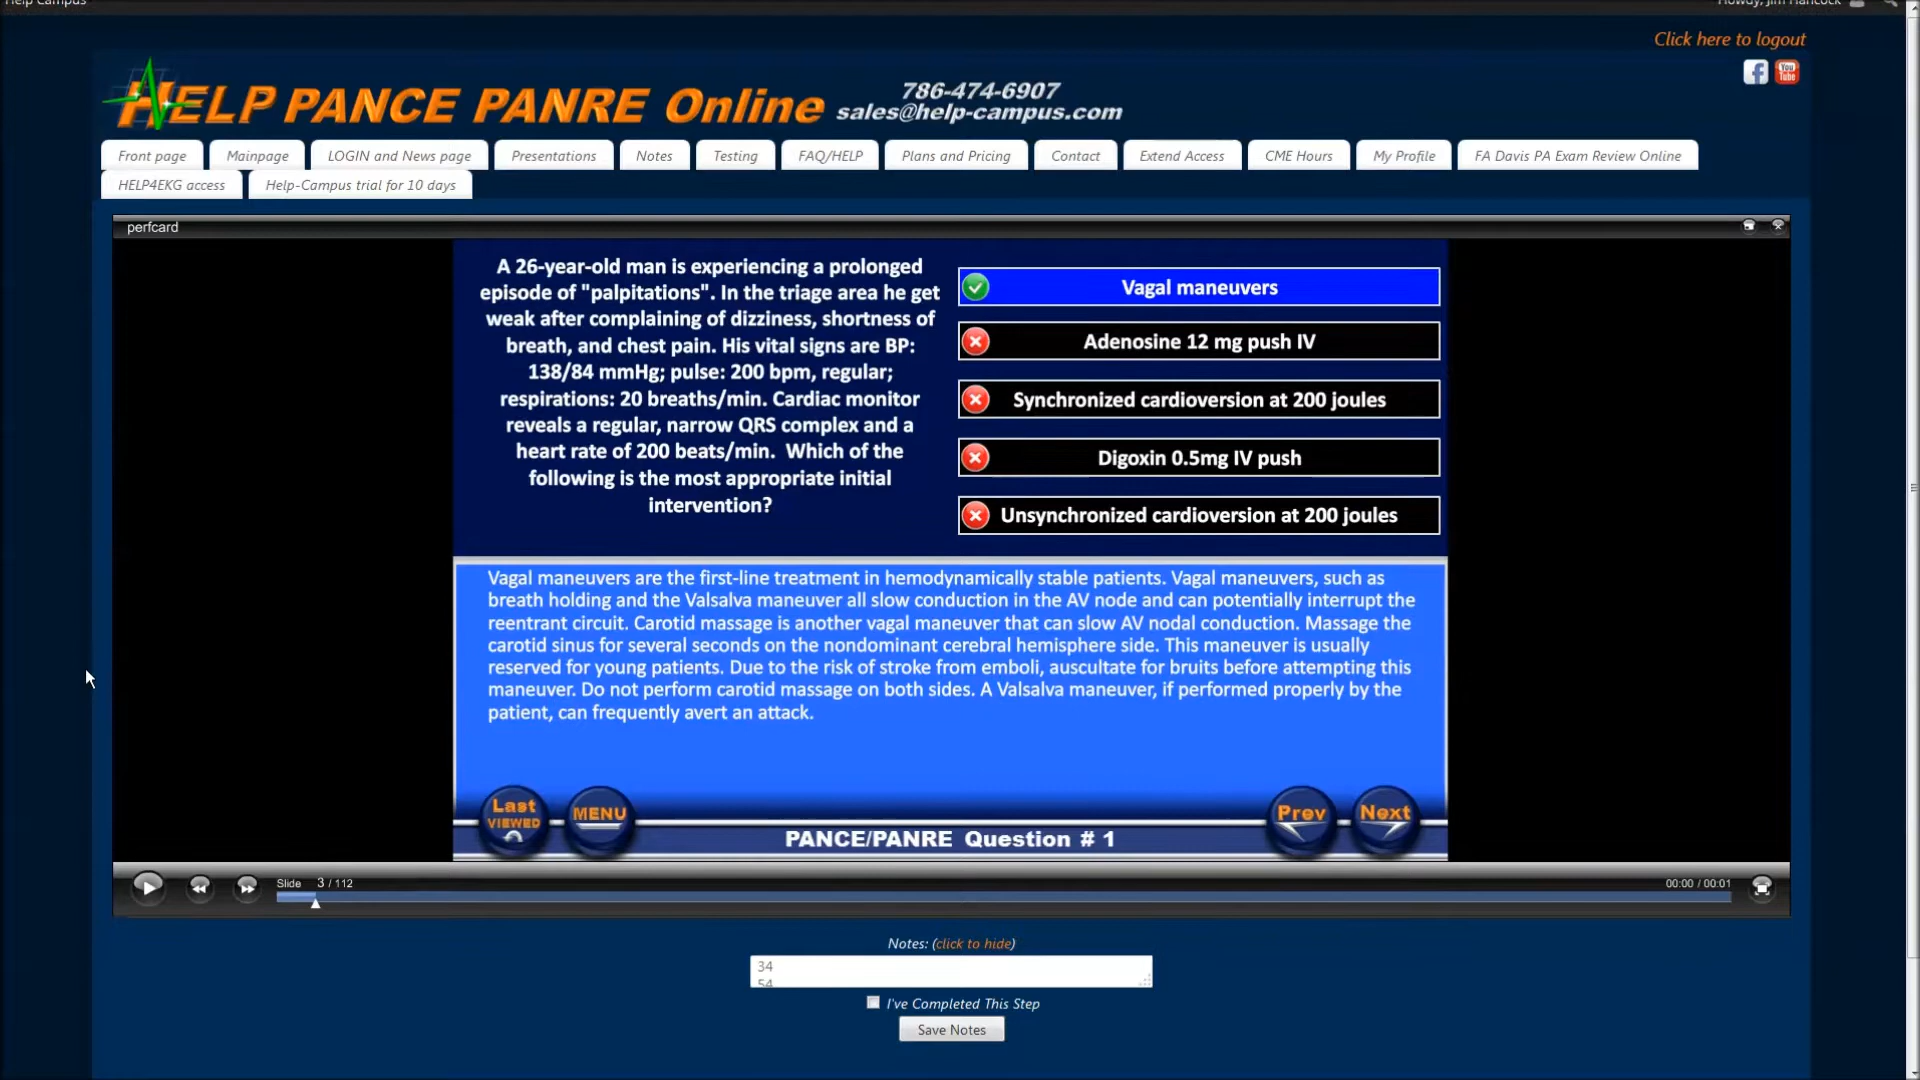 Help Campus
Howdy, Jim Hancock
Click here to logout
HELP PANCE PANRE Online
786-474-6907
sales@help-campus.com
You
Tube
Front page
Mainpage
LOGIN and News page
Presentations
Notes
Testing
FAQ/HELP
Plans and Pricing
Contact
Extend Access
CME Hours
My Profile
FA Davis PA Exam Review Online
HELP4EKG access
Help-Campus trial for 10 days
perfcard
A 26-year-old man is experiencing a prolonged
episode of "palpitations". In the triage area he get
weak after complaining of dizziness, shortness of
breath, and chest pain. His vital signs are BP:
138/84 mmHg; pulse: 200 bpm, regular;
respirations: 20 breaths/min. Cardiac monitor
reveals a regular, narrow QRS complex and a
heart rate of 200 beats/min. Which of the
following is the most appropriate initial
intervention?
Vagal maneuvers
Adenosine 12 mg push IV
Synchronized cardioversion at 200 joules
Digoxin 0.5mg IV push
Unsynchronized cardioversion at 200 joules
Vagal maneuvers are the first-line treatment in hemodynamically stable patients. Vagal maneuvers, such as
breath holding and the Valsalva maneuver all slow conduction in the AV node and can potentially interrupt the
reentrant circuit. Carotid massage is another vagal maneuver that can slow AV nodal conduction. Massage the
carotid sinus for several seconds on the nondominant cerebral hemisphere side. This maneuver is usually
reserved for young patients. Due to the risk of stroke from emboli, auscultate for bruits before attempting this
maneuver. Do not perform carotid massage on both sides. A Valsalva maneuver, if performed properly by the
patient, can frequently avert an attack.
Last
VIEWED
MENU
PANCE/PANRE Question # 1
Prev
Next
Slide 3 / 112
00:00 / 00:01
Notes: (click to hide)
34
54
I've Completed This Step
Save Notes